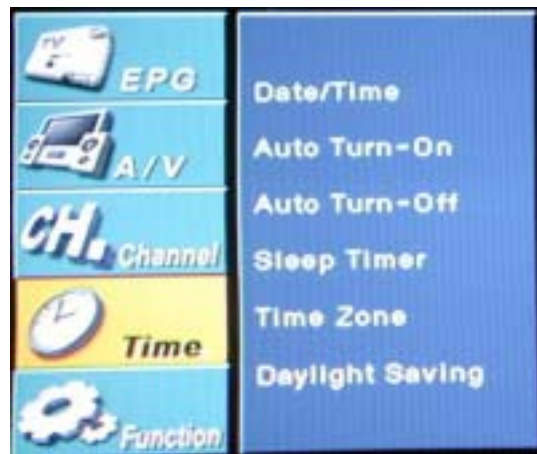 TV
EPG
A/V
CH. Channel
Time
Function
Date/Time
Auto Turn-On
Auto Turn-Off
Sleep Timer
Time Zone
Daylight Saving